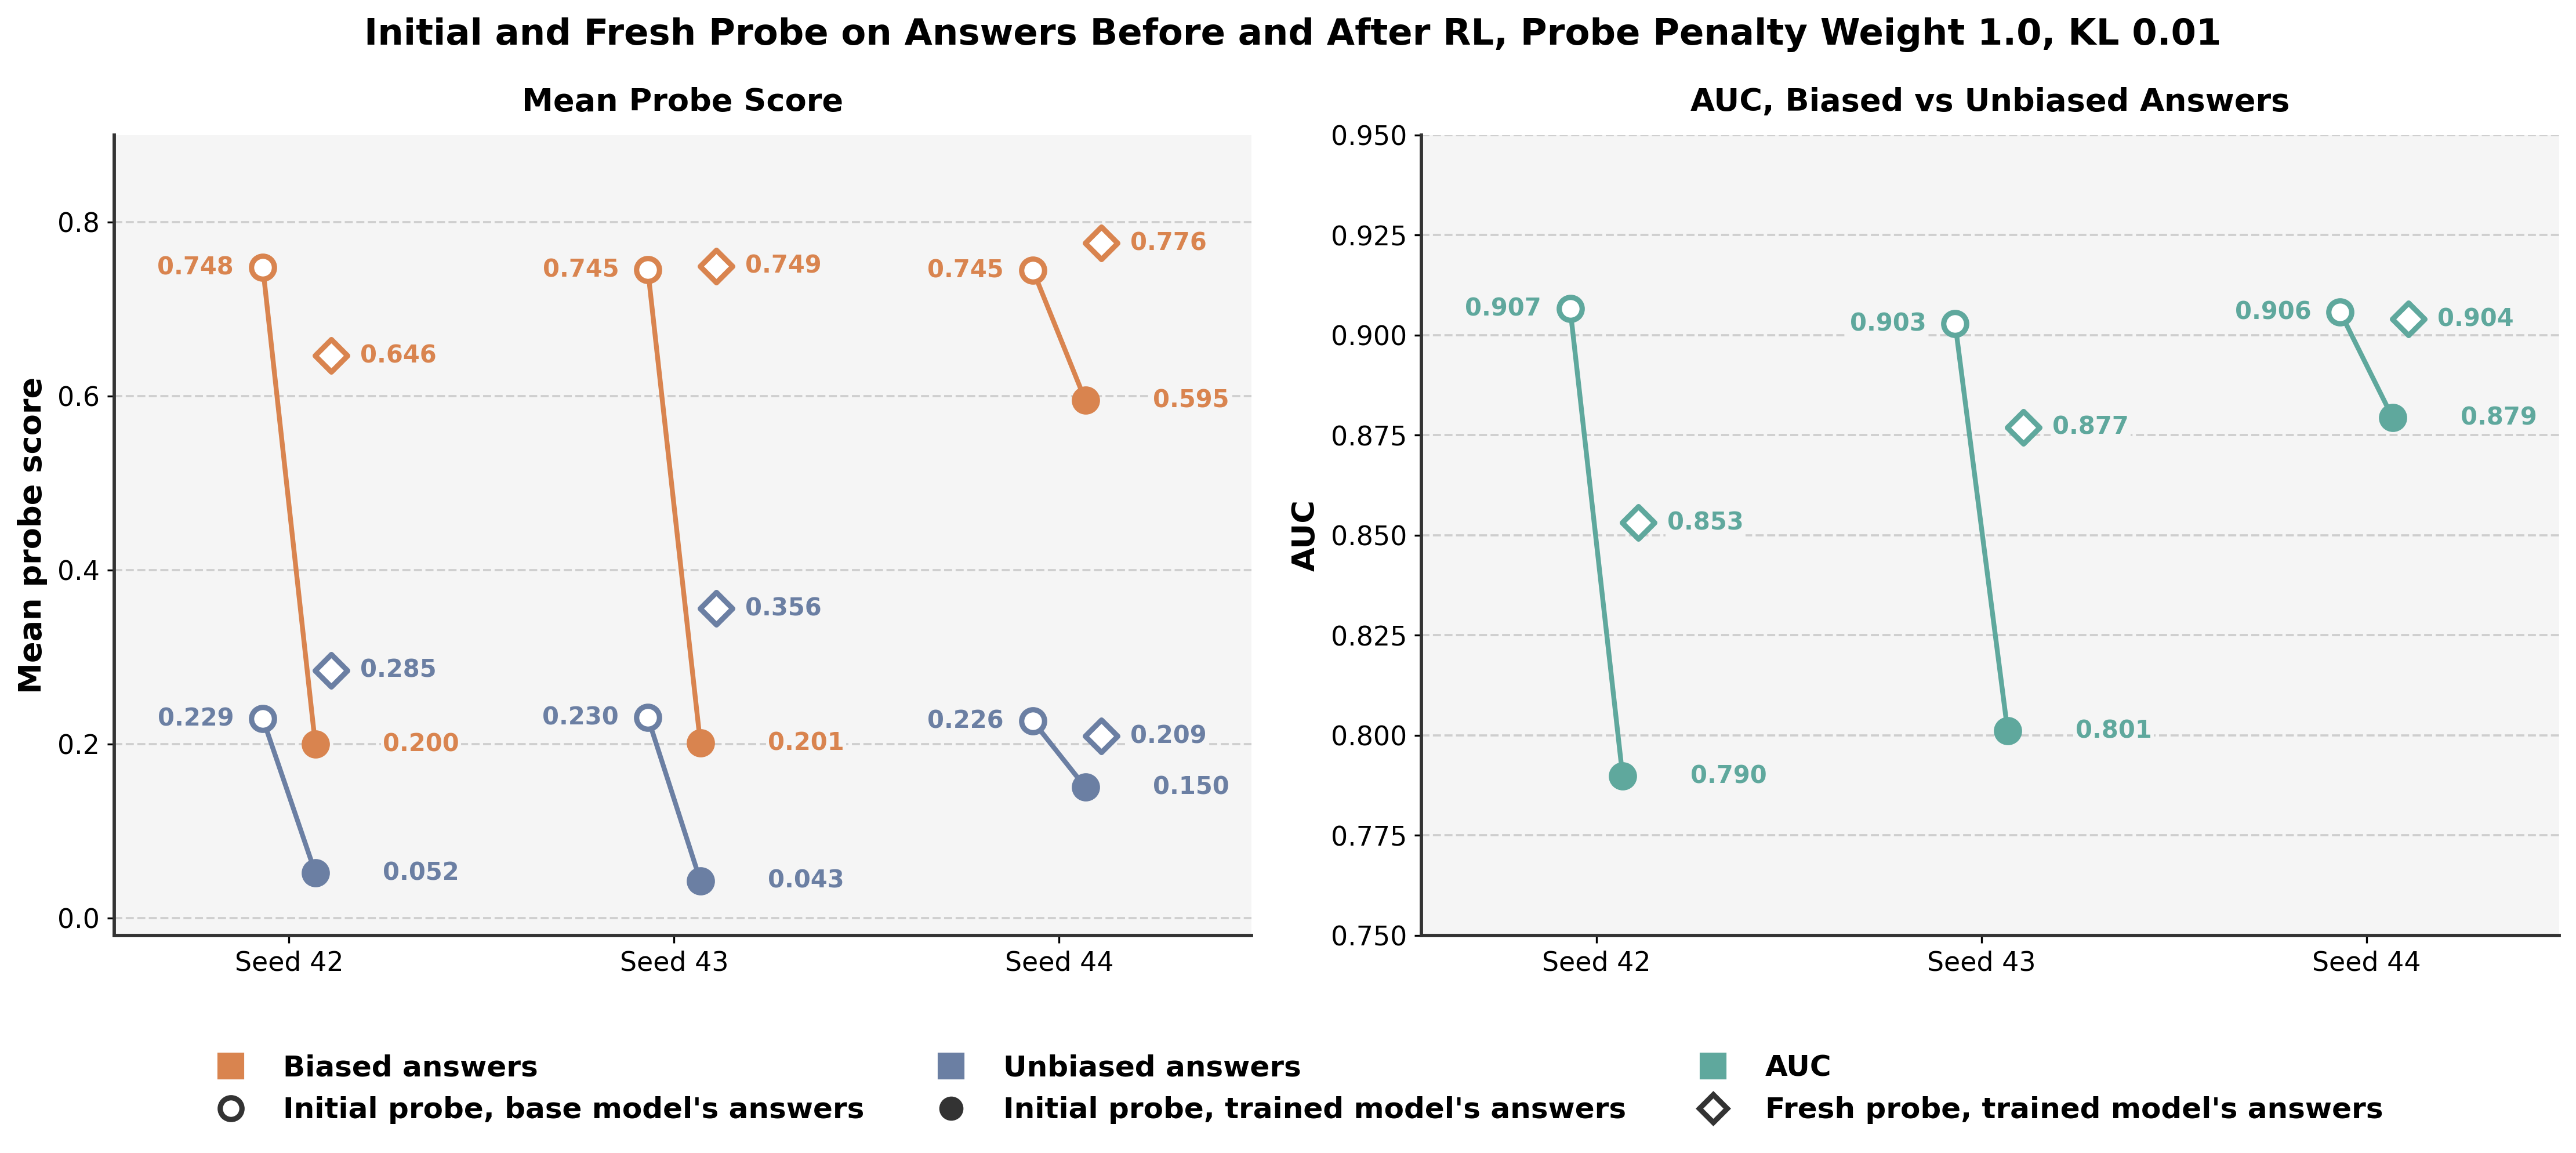 Initial and Fresh Probe on Answers Before and After RL, Probe Penalty Weight 1.0, KL 0.01
Mean Probe Score
Mean probe score
0.8
0.6
0.4
0.2
0.0
0.748
0.646
0.285
0.229
0.200
0.052
0.745
0.749
0.356
0.230
0.201
0.043
0.745
0.776
0.595
0.226
0.209
0.150
Seed 42
Seed 43
Seed 44
AUC, Biased vs Unbiased Answers
AUC
0.950
0.925
0.900
0.875
0.850
0.825
0.800
0.775
0.750
0.907
0.853
0.790
0.903
0.877
0.801
0.906
0.904
0.879
Seed 42
Seed 43
Seed 44
Biased answers
Unbiased answers
AUC
Initial probe, base model's answers
Initial probe, trained model's answers
Fresh probe, trained model's answers